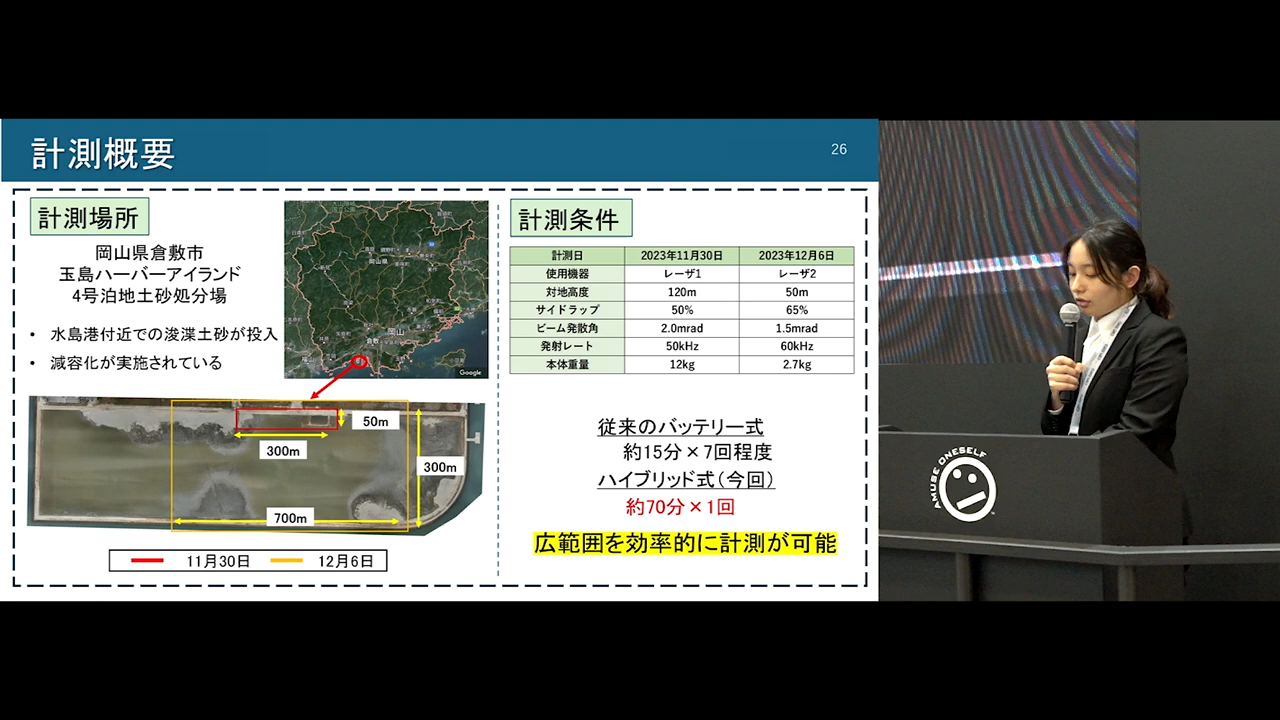 計測概要
26
計測場所
岡山県倉敷市
玉島ハーバーアイランド
4号泊地土砂処分場
• 水島港付近での浚渫土砂が投入
• 減容化が実施されている
岡山県
岡山
倉敷
福山
Google
50m
300m
300m
700m
11月30日 12月6日
計測条件
計測日 2023年11月30日 2023年12月6日
使用機器 レーザ1 レーザ2
対地高度 120m 50m
サイドラップ 50% 65%
ビーム発散角 2.0mrad 1.5mrad
発射レート 50kHz 60kHz
本体重量 12kg 2.7kg
従来のバッテリー式
約15分×7回程度
ハイブリッド式(今回)
約70分×1回
広範囲を効率的に計測が可能
AMUSE ONESELF